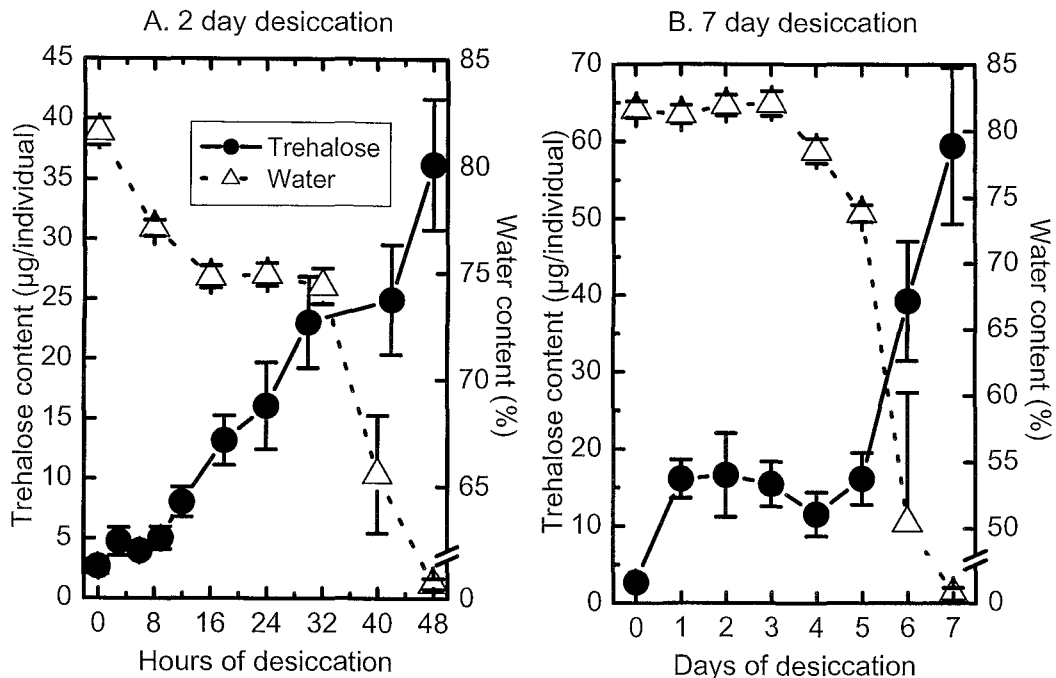 A. 2 day desiccation
45
40
35
30
25
20
15
10
5
0
Trehalose content (µg/individual)
Trehalose
Water
85
80
75
70
65
0
Water content (%)
0 8 16 24 32 40 48
Hours of desiccation
B. 7 day desiccation
70
60
50
40
30
20
10
0
Trehalose content (µg/individual)
85
80
75
70
65
60
55
50
0
Water content (%)
0 1 2 3 4 5 6 7
Days of desiccation